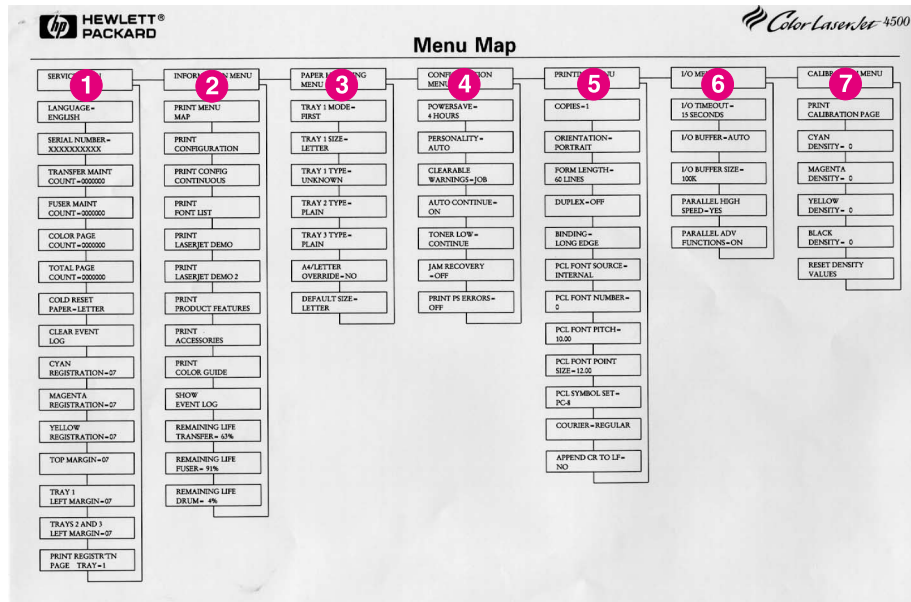 hp HEWLETT®
PACKARD
Color LaserJet 4500
Menu Map
1
LANGUAGE=
ENGLISH
SERIAL NUMBER=
XXXXXXXXXX
TRANSFER MAINT
COUNT=0000000
FUSER MAINT
COUNT=0000000
COLOR PAGE
COUNT=0000000
TOTAL PAGE
COUNT=0000000
COLD RESET
PAPER=LETTER
CLEAR EVENT
LOG
CYAN
REGISTRATION=07
MAGENTA
REGISTRATION=07
YELLOW
REGISTRATION=07
TOP MARGIN=07
TRAY 1
LEFT MARGIN=07
TRAYS 2 AND 3
LEFT MARGIN=07
PRINT REGISTR'TN
PAGE TRAY=1
2 MENU
PRINT MENU
MAP
PRINT
CONFIGURATION
PRINT CONFIG
CONTINUOUS
PRINT
FONT LIST
PRINT
LASERJET DEMO
PRINT
LASERJET DEMO 2
PRINT
PRODUCT FEATURES
PRINT
ACCESSORIES
PRINT
COLOR GUIDE
SHOW
EVENT LOG
REMAINING LIFE
TRANSFER= 63%
REMAINING LIFE
FUSER= 91%
REMAINING LIFE
DRUM= 4%
PAPER 3
MENU
TRAY 1 MODE=
FIRST
TRAY 1 SIZE=
LETTER
TRAY 1 TYPE=
UNKNOWN
TRAY 2 TYPE=
PLAIN
TRAY 3 TYPE=
PLAIN
A4/LETTER
OVERRIDE=NO
DEFAULT SIZE=
LETTER
4
MENU
POWERSAVE=
4 HOURS
PERSONALITY=
AUTO
CLEARABLE
WARNINGS=JOB
AUTO CONTINUE=
ON
TONER LOW=
CONTINUE
JAM RECOVERY
=OFF
PRINT PS ERRORS=
OFF
5
COPIES=1
ORIENTATION=
PORTRAIT
FORM LENGTH=
60 LINES
DUPLEX=OFF
BINDING=
LONG EDGE
PCL FONT SOURCE=
INTERNAL
PCL FONT NUMBER=
0
PCL FONT PITCH=
10.00
PCL FONT POINT
SIZE=12.00
PCL SYMBOL SET=
PC-8
COURIER=REGULAR
APPEND CR TO LF=
NO
I/O 6
I/O TIMEOUT=
15 SECONDS
I/O BUFFER=AUTO
I/O BUFFER SIZE=
100K
PARALLEL HIGH
SPEED=YES
PARALLEL ADV
FUNCTIONS=ON
7 MENU
PRINT
CALIBRATION PAGE
CYAN
DENSITY= 0
MAGENTA
DENSITY= 0
YELLOW
DENSITY= 0
BLACK
DENSITY= 0
RESET DENSITY
VALUES